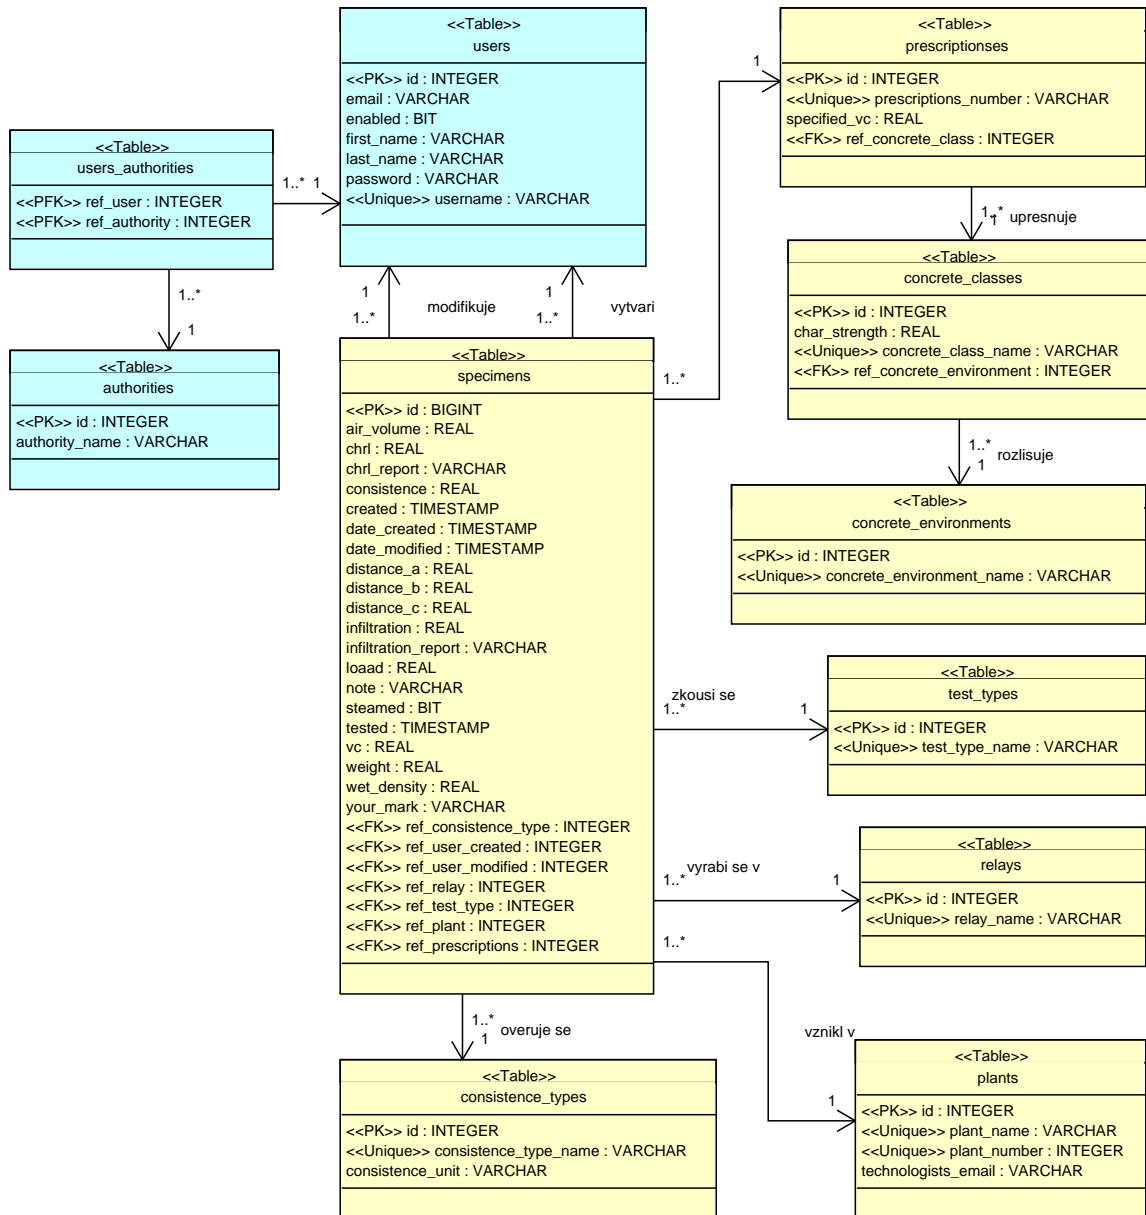 <<Table>>
users
<<PK>> id : INTEGER
email : VARCHAR
enabled : BIT
first_name : VARCHAR
last_name : VARCHAR
password : VARCHAR
<<Unique>> username : VARCHAR
<<Table>>
prescriptionses
<<PK>> id : INTEGER
<<Unique>> prescriptions_number : VARCHAR
specified_vc : REAL
<<FK>> ref_concrete_class : INTEGER
1
<<Table>>
users_authorities
<<PFK>> ref_user : INTEGER
<<PFK>> ref_authority : INTEGER
1..* 1
1..*
1
<<Table>>
authorities
<<PK>> id : INTEGER
authority_name : VARCHAR
1
1..*
modifikuje
1
1..*
vytvari
1..*
1
upresnuje
<<Table>>
concrete_classes
<<PK>> id : INTEGER
char_strength : REAL
<<Unique>> concrete_class_name : VARCHAR
<<FK>> ref_concrete_environment : INTEGER
1..*
1
rozlisuje
<<Table>>
concrete_environments
<<PK>> id : INTEGER
<<Unique>> concrete_environment_name : VARCHAR
<<Table>>
specimens
<<PK>> id : BIGINT
air_volume : REAL
chrl : REAL
chrl_report : VARCHAR
consistence : REAL
created : TIMESTAMP
date_created : TIMESTAMP
date_modified : TIMESTAMP
distance_a : REAL
distance_b : REAL
distance_c : REAL
infiltration : REAL
infiltration_report : VARCHAR
loaad : REAL
note : VARCHAR
steamed : BIT
tested : TIMESTAMP
vc : REAL
weight : REAL
wet_density : REAL
your_mark : VARCHAR
<<FK>> ref_consistence_type : INTEGER
<<FK>> ref_user_created : INTEGER
<<FK>> ref_user_modified : INTEGER
<<FK>> ref_relay : INTEGER
<<FK>> ref_test_type : INTEGER
<<FK>> ref_plant : INTEGER
<<FK>> ref_prescriptions : INTEGER
1..*
zkousi se
1..*
1
<<Table>>
test_types
<<PK>> id : INTEGER
<<Unique>> test_type_name : VARCHAR
1..*
vyrabi se v
1
<<Table>>
relays
<<PK>> id : INTEGER
<<Unique>> relay_name : VARCHAR
1..*
vznikl v
1
<<Table>>
plants
<<PK>> id : INTEGER
<<Unique>> plant_name : VARCHAR
<<Unique>> plant_number : INTEGER
technologists_email : VARCHAR
1..*
1
overuje se
<<Table>>
consistence_types
<<PK>> id : INTEGER
<<Unique>> consistence_type_name : VARCHAR
consistence_unit : VARCHAR